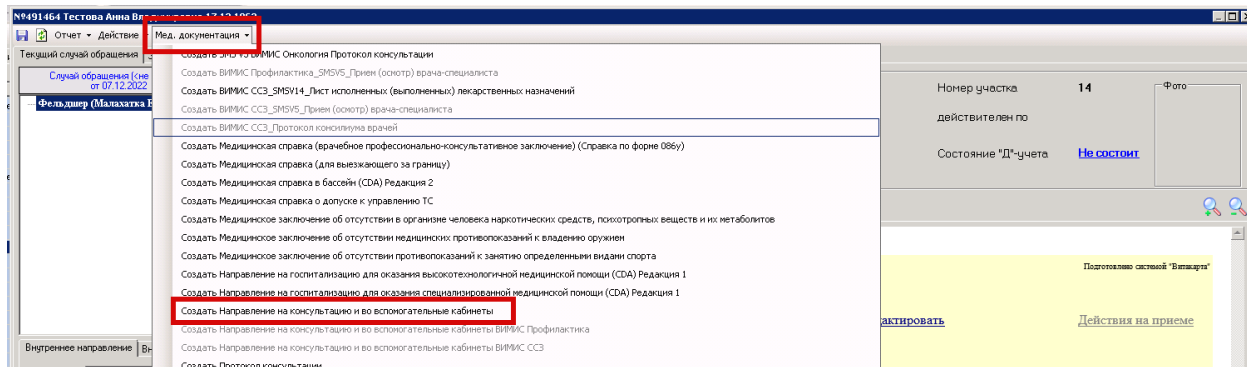 №491464 Тестова Анна
Отчет Действие Мед. документация
Текущий случай обращения
Случай обращения (<не
от 07.12.2022
Фельдшер (Малахатка
Создать SMSV5 ВИМИС Онкология Протокол консультации
Создать ВИМИС Профилактика_SMSV5_Прием (осмотр) врача-специалиста
Создать ВИМИС ССЗ_SMSV14_Лист исполненных (выполненных) лекарственных назначений
Создать ВИМИС ССЗ_SMSV5_Прием (осмотр) врача-специалиста
Создать ВИМИС ССЗ_Протокол консилиума врачей
Создать Медицинская справка (врачебное профессионально-консультативное заключение) (Справка по форме 086у)
Создать Медицинская справка (для выезжающего за границу)
Создать Медицинская справка в бассейн (CDA) Редакция 2
Создать Медицинская справка о допуске к управлению ТС
Создать Медицинское заключение об отсутствии в организме человека наркотических средств, психотропных веществ и их метаболитов
Создать Медицинское заключение об отсутствии медицинских противопоказаний к владению оружием
Создать Медицинское заключение об отсутствии противопоказаний к занятию определенными видами спорта
Создать Направление на госпитализацию для оказания высокотехнологичной медицинской помощи (CDA) Редакция 1
Создать Направление на госпитализацию для оказания специализированной медицинской помощи (CDA) Редакция 1
Создать Направление на консультацию и во вспомогательные кабинеты
Создать Направление на консультацию и во вспомогательные кабинеты ВИМИС Профилактика
Создать Направление на консультацию и во вспомогательные кабинеты ВИМИС ССЗ
Создать Протокол консультации
Номер участка 14
Фото
действителен по
Состояние "Д"-учета Не состоит
Подготовлено системой "Витакарта"
актировать Действия на приеме
Внутреннее направление Вн